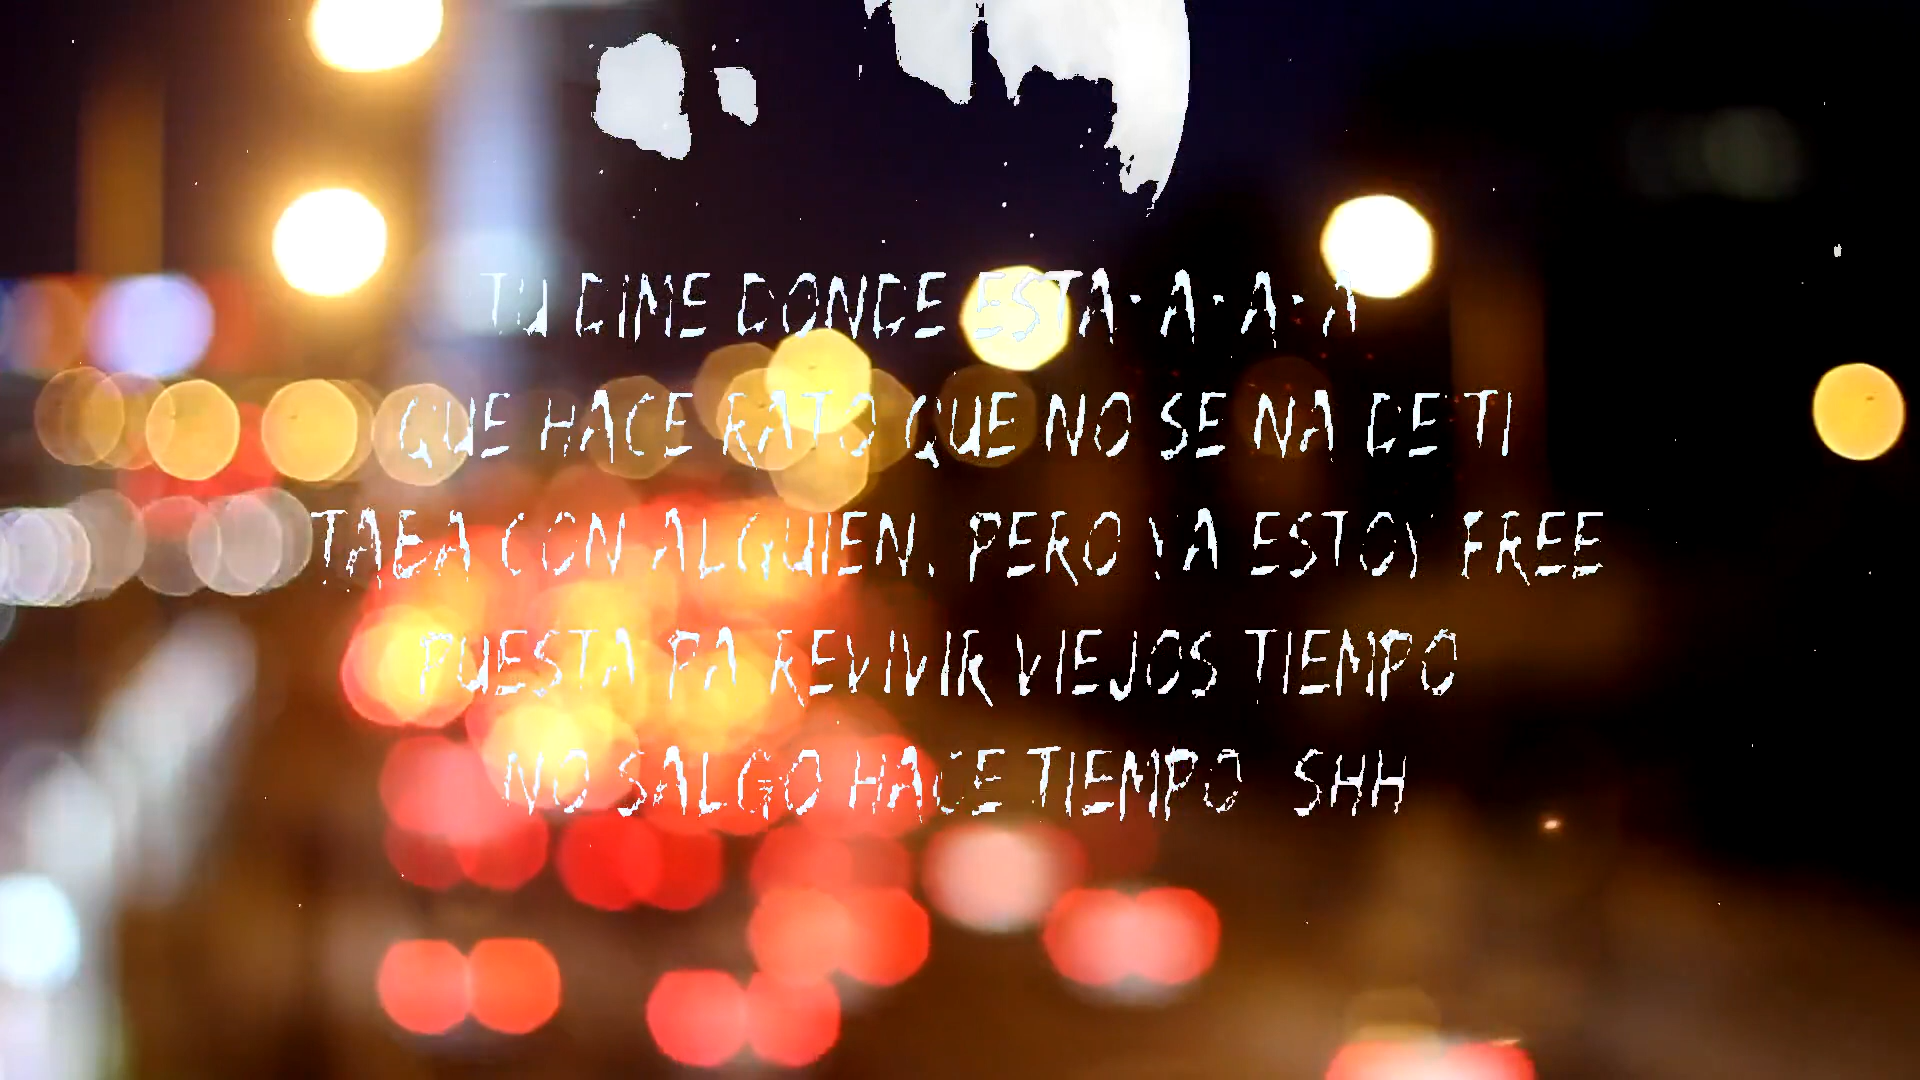 TU DIME DONDE ESTA-A-A-A
QUE HACE RATO QUE NO SE NA DE TI
TABA CON ALGUIEN, PERO YA ESTOY FREE
PUESTA PA REVIVIR VIEJOS TIEMPO
NO SALGO HACE TIEMPO SHH